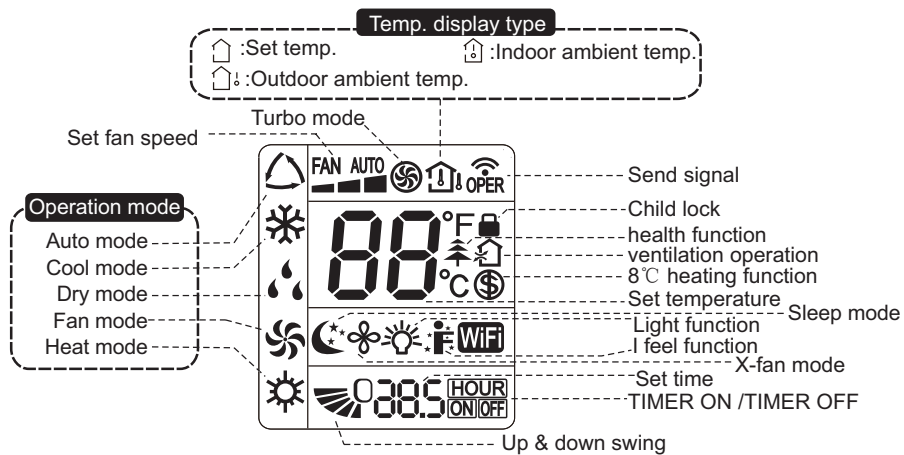 Temp. display type
:Set temp.
:Indoor ambient temp.
:Outdoor ambient temp.
Turbo mode
Set fan speed
FAN AUTO
OPER
Send signal
Operation mode
Auto mode
Cool mode
Dry mode
Fan mode
Heat mode
88
°F
°C
Child lock
health function
ventilation operation
8℃ heating function
Set temperature
Sleep mode
Light function
I feel function
WiFi
X-fan mode
Set time
TIMER ON /TIMER OFF
038.5
HOUR
ON OFF
Up & down swing